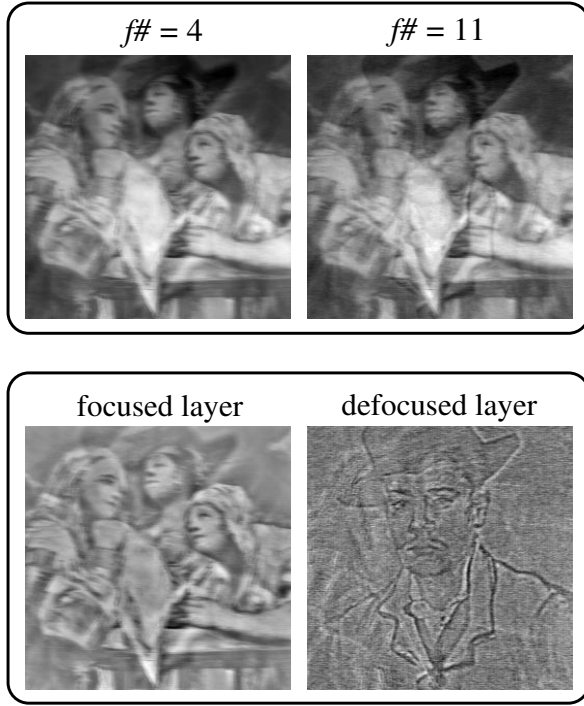 f# = 4
f# = 11
focused layer
defocused layer